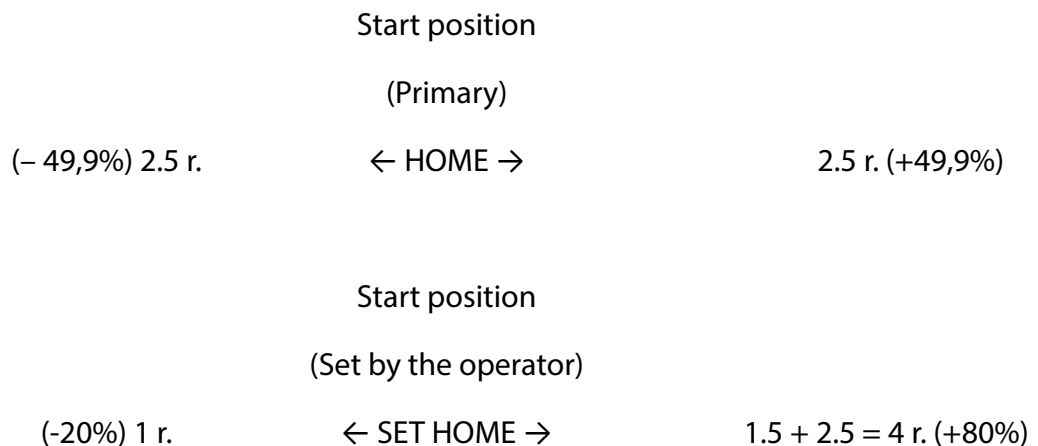 Start position
(Primary)
(– 49,9%) 2.5 r. ← HOME → 2.5 r. (+49,9%)
Start position
(Set by the operator)
(-20%) 1 r. ← SET HOME → 1.5 + 2.5 = 4 r. (+80%)